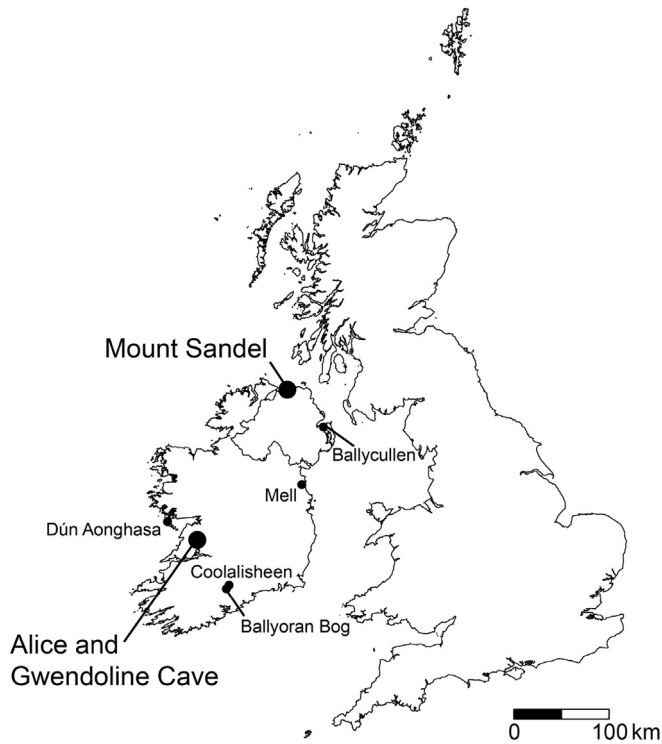 Mount Sandel
Ballycullen
Mell
Dún Aonghasa
Coolalisheen
Ballyoran Bog
Alice and
Gwendoline Cave
0 100 km